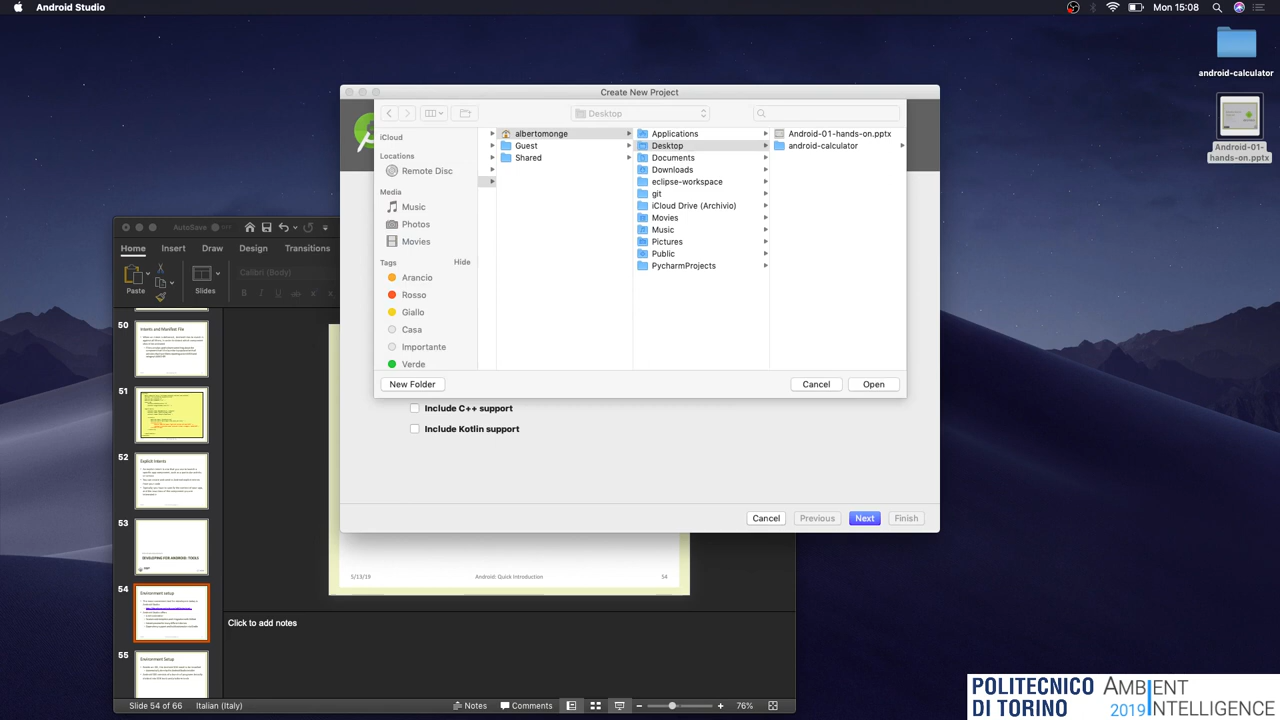 Android Studio
Mon 15:08
android-calculator
Android-01-
hands-on.pptx
Create New Project
Desktop
iCloud
Locations
Remote Disc
Media
Music
Photos
Movies
Tags
Hide
Arancio
Rosso
Giallo
Casa
Importante
Verde
albertomonge
Guest
Shared
Applications
Desktop
Documents
Downloads
eclipse-workspace
git
iCloud Drive (Archivio)
Movies
Music
Pictures
Public
PycharmProjects
Android-01-hands-on.pptx
android-calculator
New Folder
Cancel
Open
Include C++ support
Include Kotlin support
Cancel
Previous
Next
Finish
AutoSave
OFF
Home
Insert
Draw
Design
Transitions
Paste
Slides
Calibri (Body)
50
Intents and Manifest File
51
52
Explicit Intents
53
DEVELOPING FOR ANDROID: TOOLS
54
Environment setup
55
Environment Setup
5/13/19
Android: Quick Introduction
54
Click to add notes
Slide 54 of 66
Italian (Italy)
Notes
Comments
76%
POLITECNICO
DI TORINO
AMBIENT
2019 INTELLIGENCE